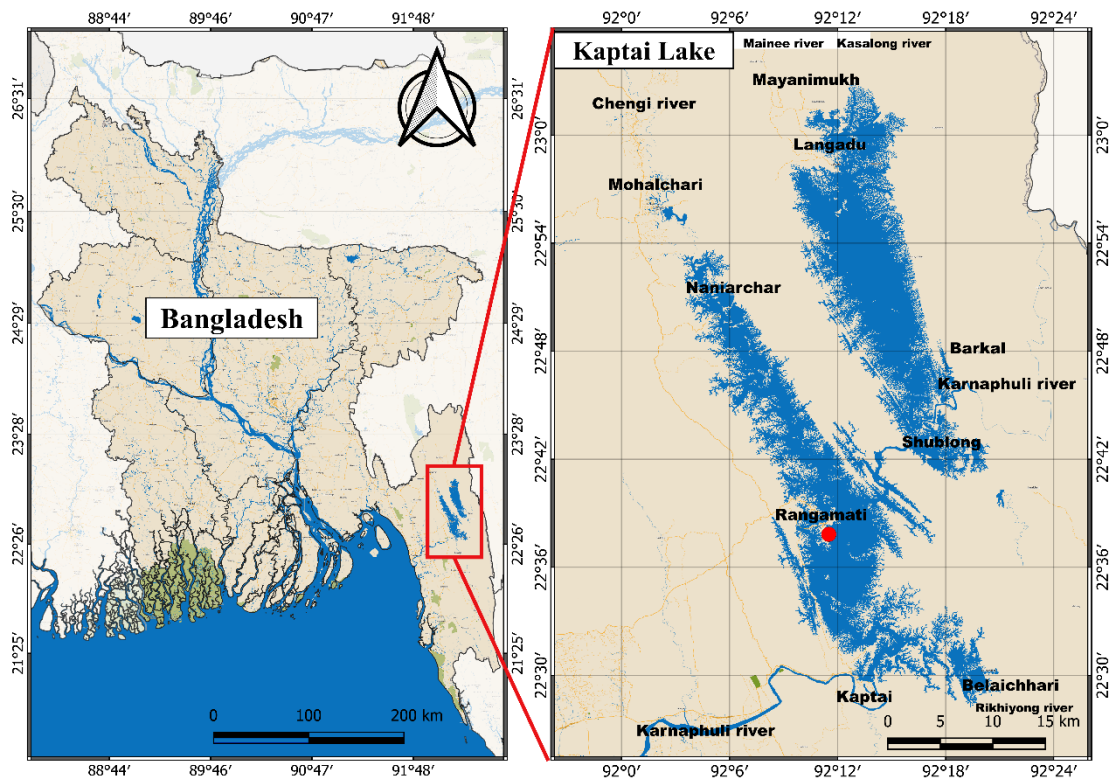 88°44′ 89°46′ 90°47′ 91°48′
92°0′ 92°6′ 92°12′ 92°18′ 92°24′
Kaptai Lake
Mainee river Kasalong river
Mayanimukh
Chengi river
Langadu
Mohalchari
Naniarchar
Barkal
Karnaphuli river
Shublong
Rangamati
Belaichhari
Kaptai
Rikhiyong river
Karnaphuli river
0 5 10 15 km
Bangladesh
0 100 200 km
26°31′
25°30′
24°29′
23°28′
22°26′
21°25′
26°31′
25°30′
24°29′
23°28′
22°26′
21°25′
23°0′
22°54′
22°48′
22°42′
22°36′
22°30′
23°0′
22°54′
22°48′
22°42′
22°36′
22°30′
88°44′ 89°46′ 90°47′ 91°48′
92°0′ 92°6′ 92°12′ 92°18′ 92°24′